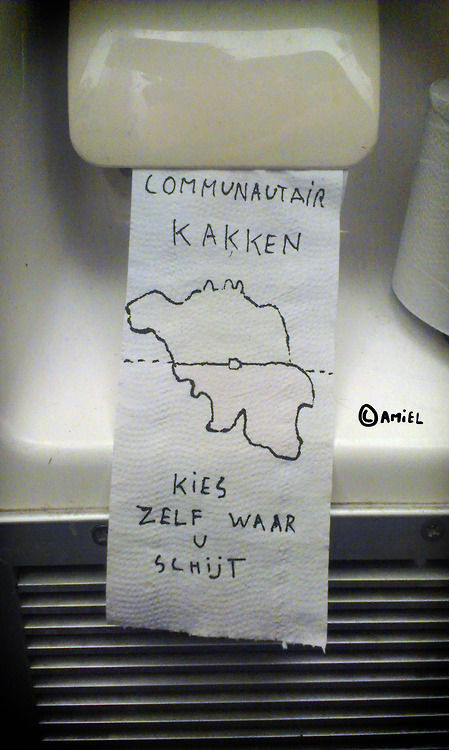 COMMUNAUTAIR
KAKKEN
KIES
ZELF WAAR
U
SCHIJT
Ⓛ AMIEL